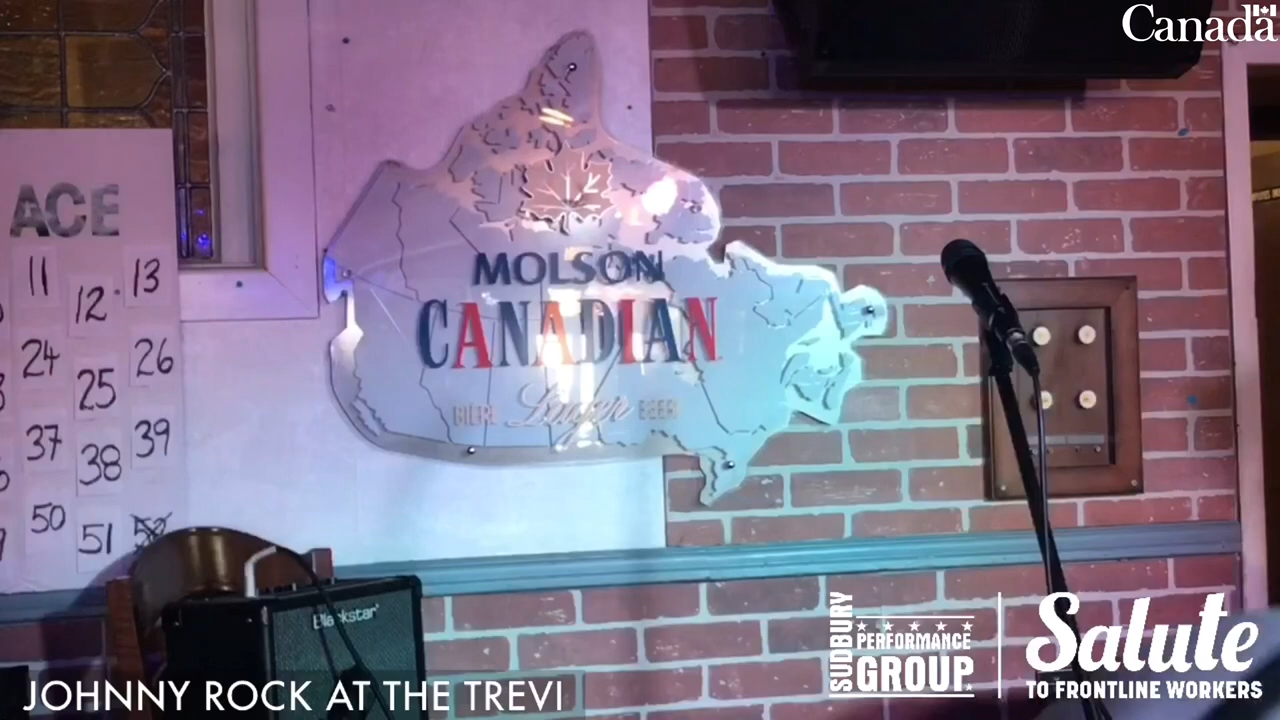 Canada
ACE
11 12 13
24 25 26
37 38 39
50 51
MOLSON
CANADIAN
BIÈRE Lager BEER
Blackstar
JOHNNY ROCK AT THE TREVI
SUDBURY
PERFORMANCE
GROUP
Salute
TO FRONTLINE WORKERS